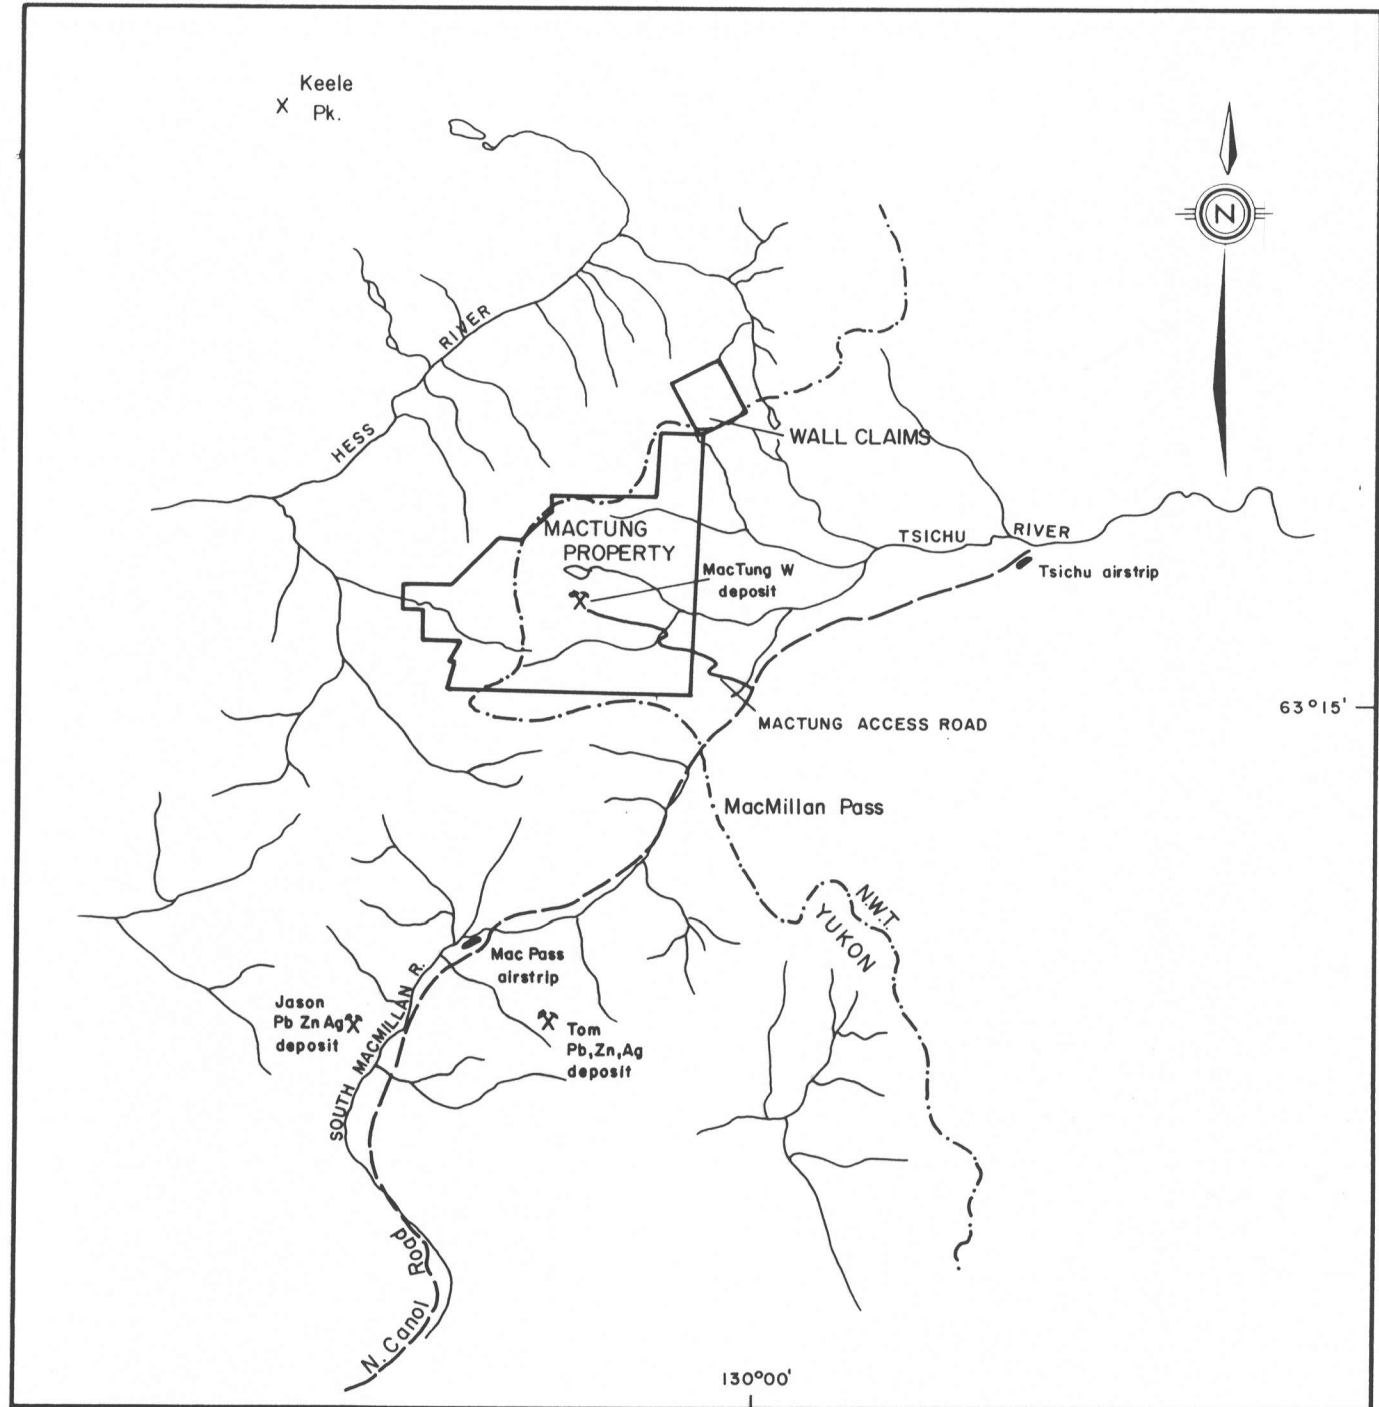 Keele
Pk.
N
HESS RIVER
WALL CLAIMS
MACTUNG
PROPERTY
TSICHU RIVER
MacTung W
deposit
Tsichu airstrip
63°15'
MACTUNG ACCESS ROAD
MacMillan Pass
N.W.T.
YUKON
Mac Pass
airstrip
Jason
Pb Zn Ag
deposit
Tom
Pb,Zn,Ag
deposit
SOUTH MACMILLAN R.
N. Canol Road
130°00'